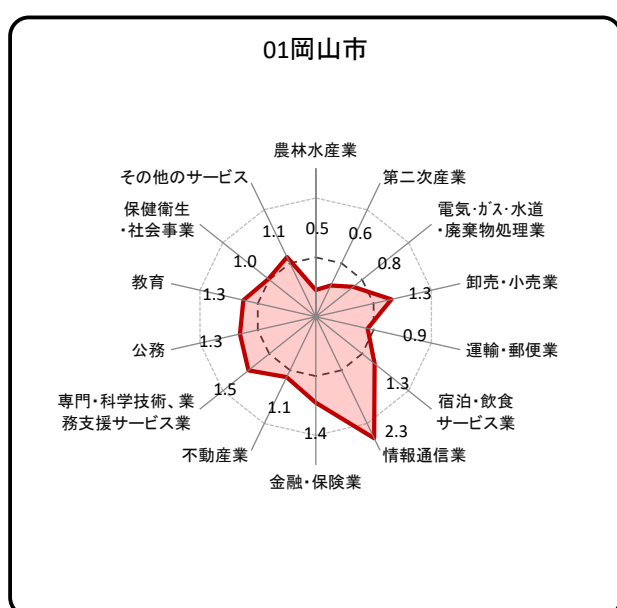 01岡山市
農林水産業
0.5
第二次産業
0.6
電気･ガス･水道
・廃棄物処理業
0.8
卸売・小売業
1.3
運輸・郵便業
0.9
宿泊・飲食
サービス業
1.3
情報通信業
2.3
金融・保険業
1.4
不動産業
1.1
専門・科学技術、業
務支援サービス業
1.5
公務
1.3
教育
1.3
保健衛生
・社会事業
1.0
その他のサービス
1.1